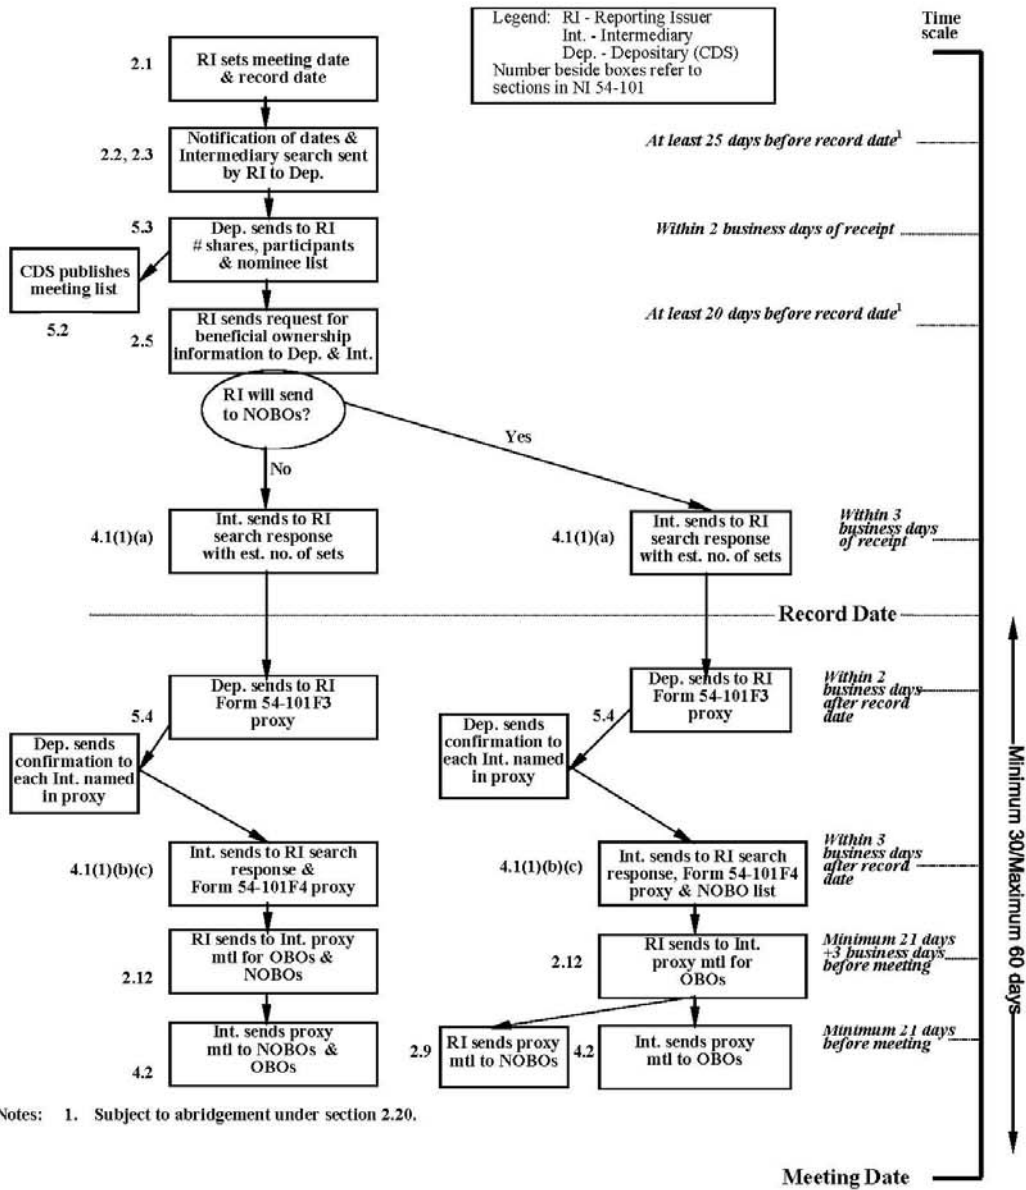 Legend: RI - Reporting Issuer
Int. - Intermediary
Dep. - Depositary (CDS)
Number beside boxes refer to
sections in NI 54-101
Time
scale
2.1
RI sets meeting date
& record date
2.2, 2.3
Notification of dates &
Intermediary search sent
by RI to Dep.
At least 25 days before record date1
5.3
Dep. sends to RI
# shares, participants
& nominee list
Within 2 business days of receipt
CDS publishes
meeting list
5.2
2.5
RI sends request for
beneficial ownership
information to Dep. & Int.
At least 20 days before record date1
RI will send
to NOBOs?
Yes
No
4.1(1)(a)
Int. sends to RI
search response
with est. no. of sets
4.1(1)(a)
Int. sends to RI
search response
with est. no of sets
Within 3
business days
of receipt
Record Date
Dep. sends to RI
Form 54-101F3
proxy
5.4
Dep. sends
confirmation to
each Int. named
in proxy
Dep. sends to RI
Form 54-101F3
proxy
5.4
Dep. sends
confirmation to
each Int. named
in proxy
Within 2
business days
after record
date
4.1(1)(b)(c)
Int. sends to RI search
response &
Form 54-101F4 proxy
4.1(1)(b)(c)
Int. sends to RI search
response, Form 54-101F4
proxy & NOBO list
Within 3
business days
after record
date
2.12
RI sends to Int. proxy
mtl for OBOs &
NOBOs
2.12
RI sends to Int.
proxy mtl for
OBOs
Minimum 21 days
+3 business days
before meeting
4.2
Int. sends proxy
mtl to NOBOs &
OBOs
2.9
RI sends proxy
mtl to NOBOs
4.2
Int. sends proxy
mtl to OBOs
Minimum 21 days
before meeting
Minimum 30/Maximum 60 days
Notes: 1. Subject to abridgement under section 2.20.
Meeting Date